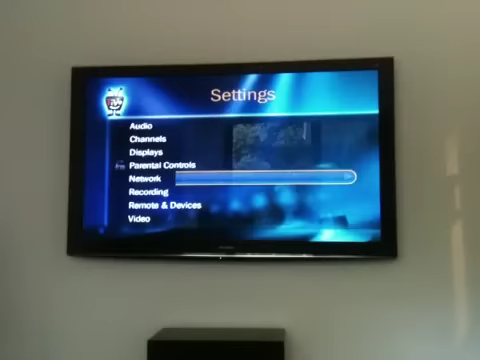 Settings
Audio
Channels
Displays
Parental Controls
Network
Recording
Remote & Devices
Video